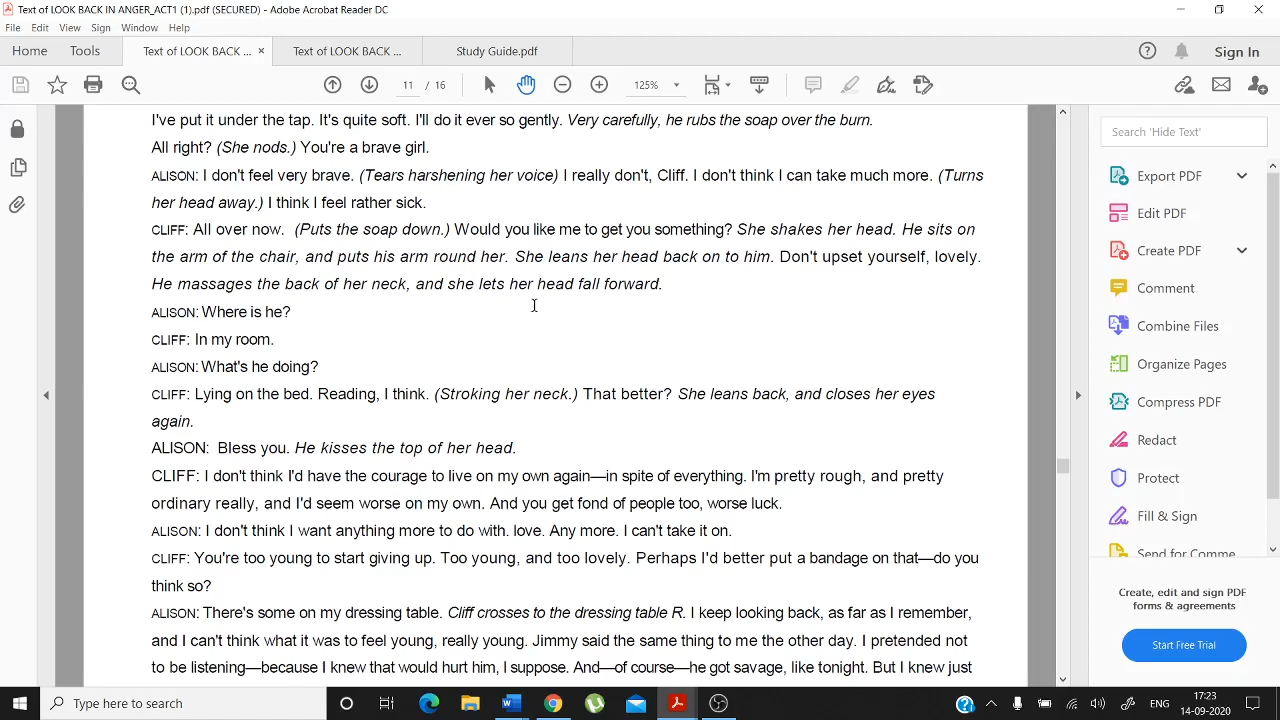 Text of LOOK BACK IN ANGER_ACT1 (1).pdf (SECURED) - Adobe Acrobat Reader DC
File Edit View Sign Window Help
Home Tools Text of LOOK BACK ... × Text of LOOK BACK ... Study Guide.pdf Sign In
11 / 16 125%
I've put it under the tap. It's quite soft. I'll do it ever so gently. Very carefully, he rubs the soap over the burn.
All right? (She nods.) You're a brave girl.
ALISON: I don't feel very brave. (Tears harshening her voice) I really don't, Cliff. I don't think I can take much more. (Turns
her head away.) I think I feel rather sick.
CLIFF: All over now. (Puts the soap down.) Would you like me to get you something? She shakes her head. He sits on
the arm of the chair, and puts his arm round her. She leans her head back on to him. Don't upset yourself, lovely.
He massages the back of her neck, and she lets her head fall forward.
ALISON: Where is he?
CLIFF: In my room.
ALISON: What's he doing?
CLIFF: Lying on the bed. Reading, I think. (Stroking her neck.) That better? She leans back, and closes her eyes
again.
ALISON: Bless you. He kisses the top of her head.
CLIFF: I don't think I'd have the courage to live on my own again—in spite of everything. I'm pretty rough, and pretty
ordinary really, and I'd seem worse on my own. And you get fond of people too, worse luck.
ALISON: I don't think I want anything more to do with. love. Any more. I can't take it on.
CLIFF: You're too young to start giving up. Too young, and too lovely. Perhaps I'd better put a bandage on that—do you
think so?
ALISON: There's some on my dressing table. Cliff crosses to the dressing table R. I keep looking back, as far as I remember,
and I can't think what it was to feel young, really young. Jimmy said the same thing to me the other day. I pretended not
to be listening—because I knew that would hurt him, I suppose. And—of course—he got savage, like tonight. But I knew just
Search 'Hide Text'
Export PDF
Edit PDF
Create PDF
Comment
Combine Files
Organize Pages
Compress PDF
Redact
Protect
Fill & Sign
Send for Comme
Create, edit and sign PDF
forms & agreements
Start Free Trial
Type here to search
ENG
17:23
14-09-2020